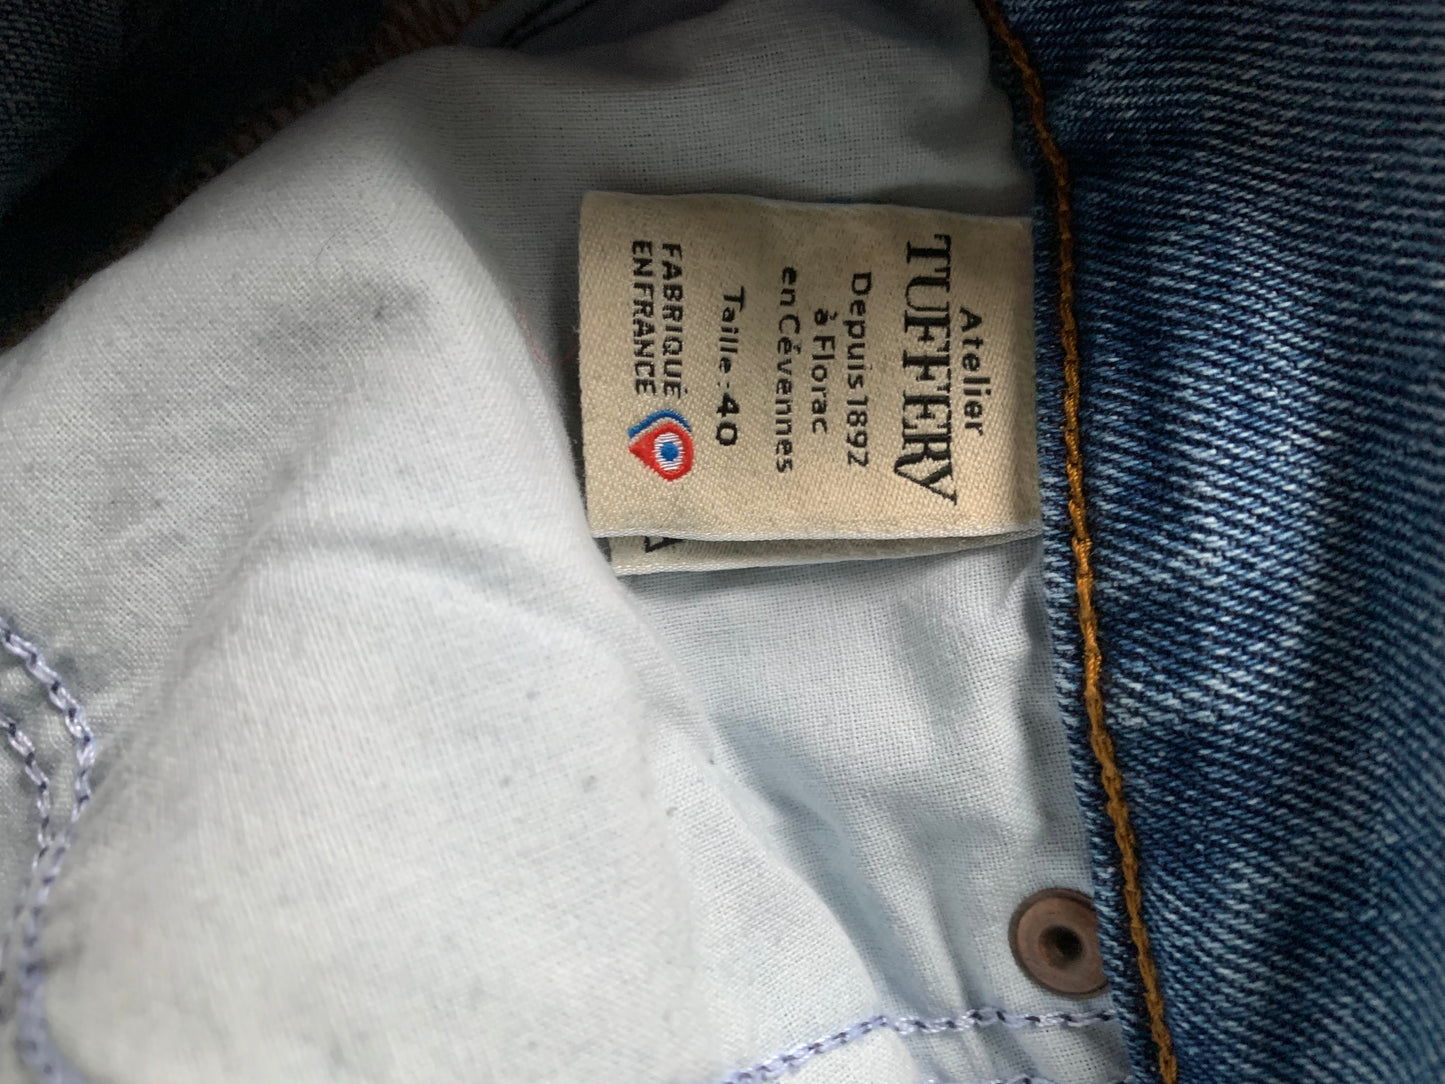 Atelier
TUFFERY
Depuis 1892
à Florac
en Cévennes
Taille : 40
FABRIQUÉ
EN FRANCE